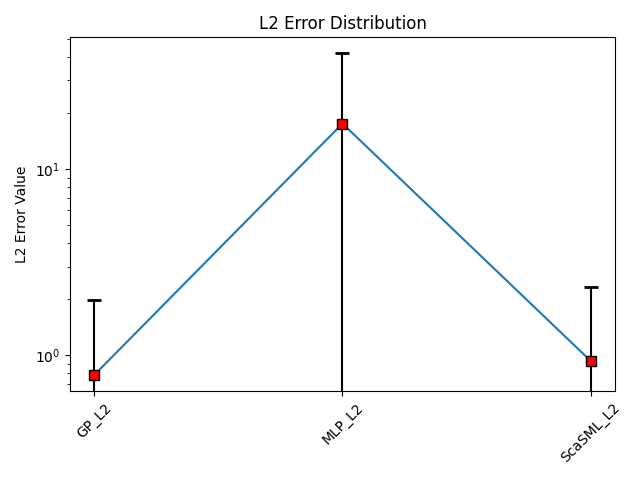 L2 Error Distribution
L2 Error Value
10¹
10⁰
GP_L2
MLP_L2
ScaSML_L2